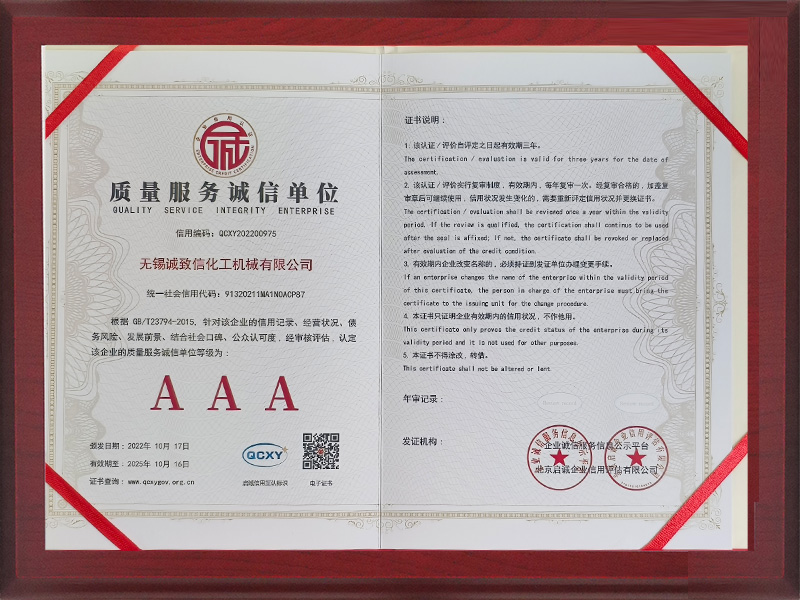 质量服务诚信单位
QUALITY SERVICE INTEGRITY ENTERPRISE
信用编码：QCXY202200975
无锡诚致信化工机械有限公司
统一社会信用代码：91320211MA1N0ACP87
根据 GB/T23794-2015, 针对该企业的信用记录、经营状况、债
务风险、发展前景、结合社会口碑、公众认可度，经审核评估，认定
该企业的质量服务诚信单位等级为：
AAA
颁发日期：2022年 10月 17日
有效期至：2025年 10月 16日
证书查询：www.qcxygov.org.cn
QCXY
启诚信用互认标识
电子证书
证书说明：
1. 该认证/评价自评定之日起有效期三年。
The certification / evaluation is valid for three years for the date of
assessment.
2. 该认证/评价实行复审制度，有效期内，每年复审一次。经复审合格的，加盖复
审章后可继续使用，信用状况发生变化的，需要重新评定信用状况并更换证书。
The certification / evaluation shall be reviewed once a year within the validity
period. If the review is qualified, the certification shall continue to be used
after the seal is affixed; If not, the certificate shall be revoked or replaced
after evaluation of the credit condition.
3. 有效期内企业改变名称的，必须持证到发证单位办理变更手续。
If an enterprise changes the name of the enterprise within the validity period
of this certificate, the person in charge of the enterprise must bring the
certificate to the issuing unit for the change procedure.
4. 本证书只证明企业有效期内的信用状况，不作他用。
This certificate only proves the credit status of the enterprise during its
validity period and it is not used for other purposes.
5. 本证书不得涂改，转借。
This certificate shall not be altered or lent
年审记录：
发证机构：
企业诚信服务信息公示平台
北京启诚企业信用评估有限公司